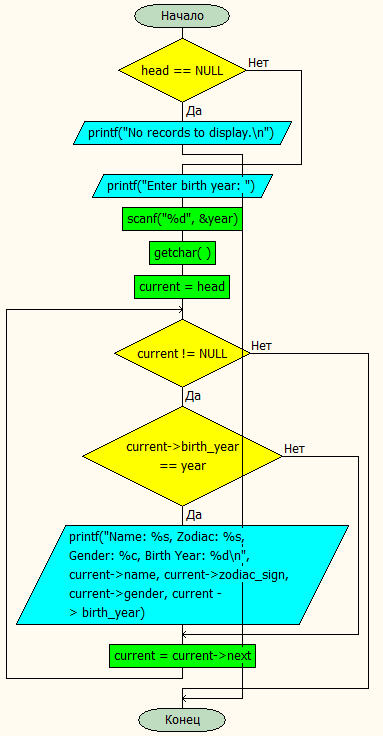 Начало
head == NULL
Нет
Да
printf("No records to display.\n")
printf("Enter birth year: ")
scanf("%d", &year)
getchar( )
current = head
current != NULL
Нет
Да
current->birth_year
== year
Нет
Да
printf("Name: %s, Zodiac: %s,
Gender: %c, Birth Year: %d\n",
current->name, current->zodiac_sign,
current->gender, current -
> birth_year)
current = current->next
Конец